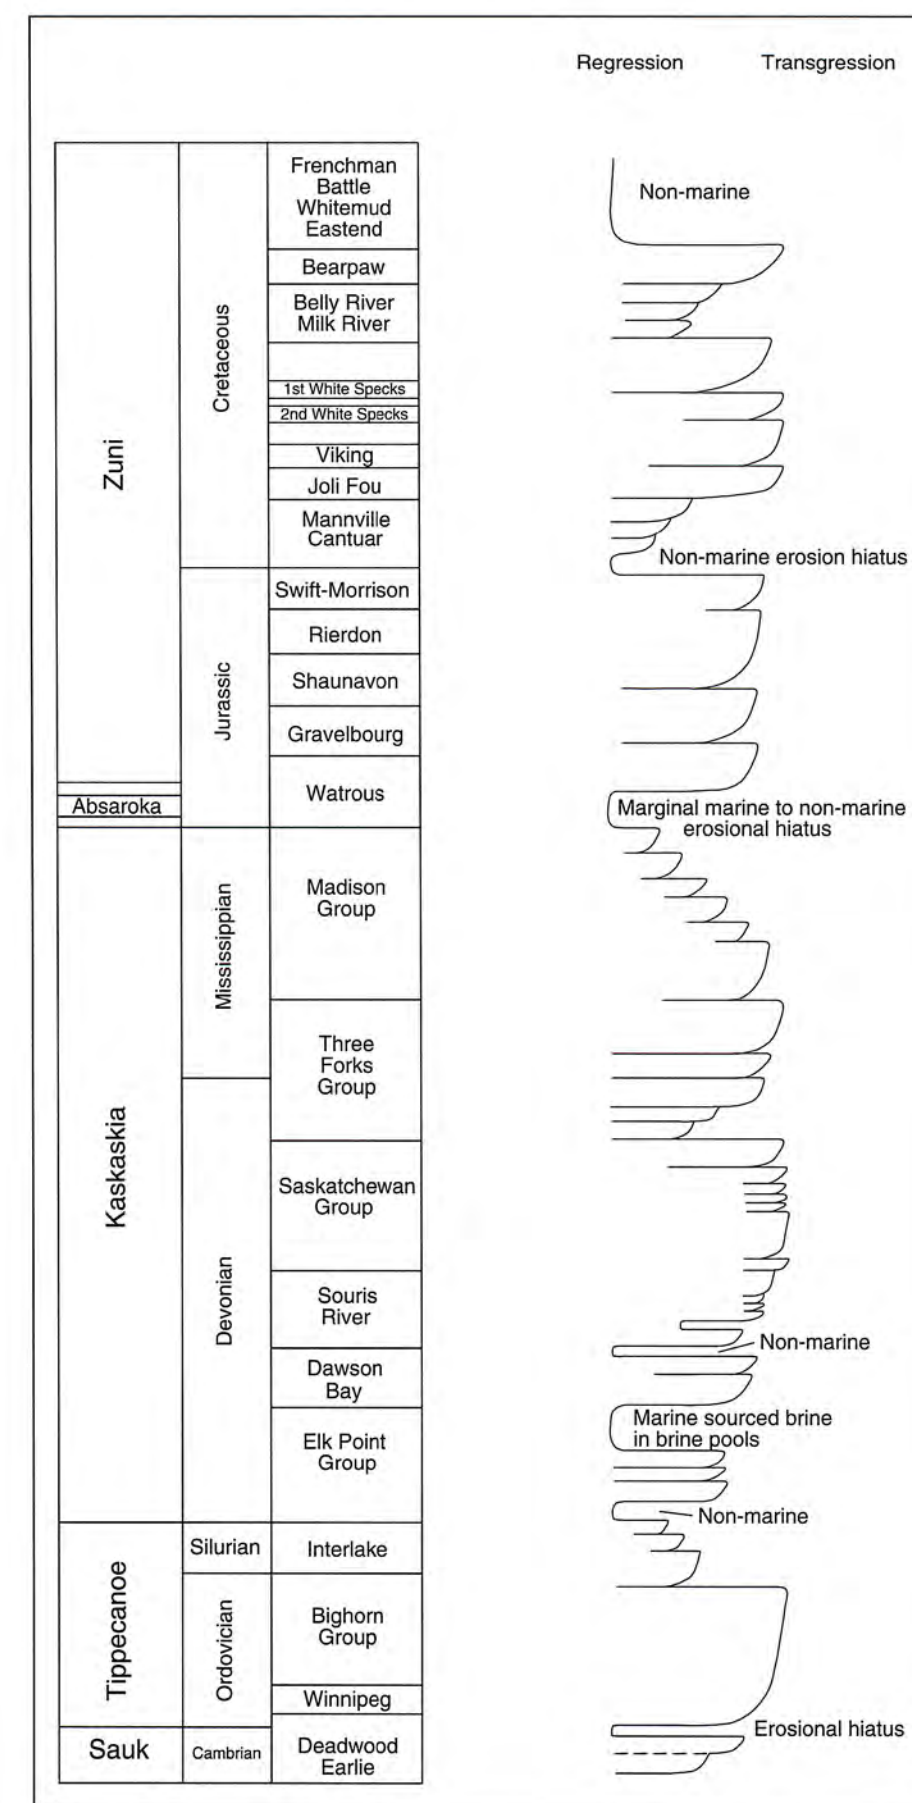 Regression Transgression
Zuni
Absaroka
Kaskaskia
Tippecanoe
Sauk
Cretaceous
Jurassic
Mississippian
Devonian
Silurian
Ordovician
Cambrian
Frenchman
Battle
Whitemud
Eastend
Bearpaw
Belly River
Milk River
1st White Specks
2nd White Specks
Viking
Joli Fou
Mannville
Cantuar
Swift-Morrison
Rierdon
Shaunavon
Gravelbourg
Watrous
Madison
Group
Three
Forks
Group
Saskatchewan
Group
Souris
River
Dawson
Bay
Elk Point
Group
Interlake
Bighorn
Group
Winnipeg
Deadwood
Earlie
Non-marine
Non-marine erosion hiatus
Marginal marine to non-marine
erosional hiatus
Non-marine
Marine sourced brine
in brine pools
Non-marine
Erosional hiatus